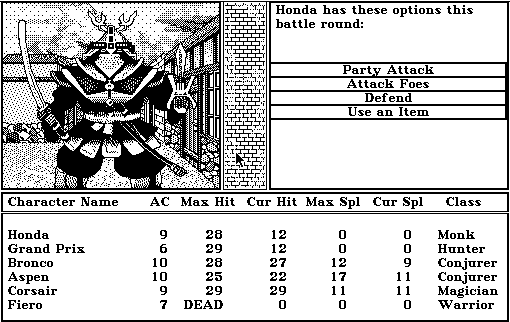 Honda has these options this
battle round:
Party Attack
Attack Foes
Defend
Use an Item
Character Name AC Max Hit Cur Hit Max Spl Cur Spl Class
Honda 9 28 12 0 0 Monk
Grand Prix 6 29 12 0 0 Hunter
Bronco 10 28 27 12 9 Conjurer
Aspen 10 25 22 17 11 Conjurer
Corsair 9 29 29 11 11 Magician
Fiero 7 DEAD 0 0 0 Warrior